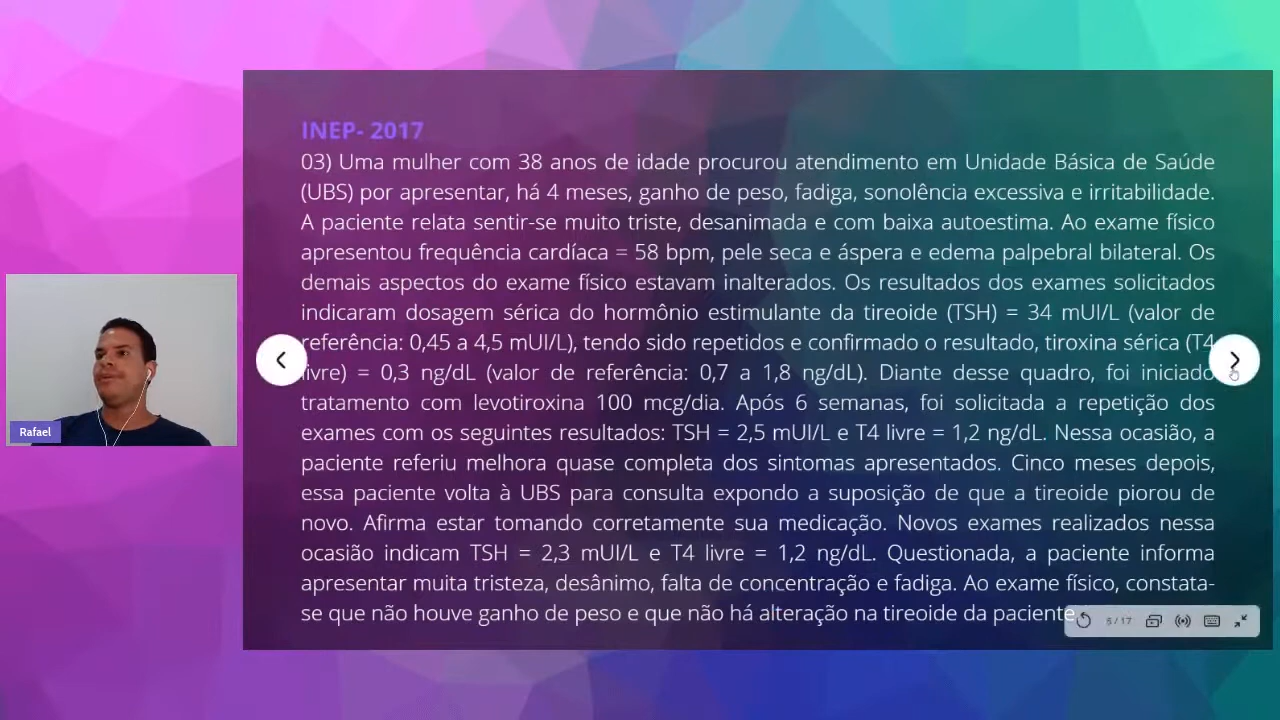 INEP- 2017
03) Uma mulher com 38 anos de idade procurou atendimento em Unidade Básica de Saúde
(UBS) por apresentar, há 4 meses, ganho de peso, fadiga, sonolência excessiva e irritabilidade.
A paciente relata sentir-se muito triste, desanimada e com baixa autoestima. Ao exame físico
apresentou frequência cardíaca = 58 bpm, pele seca e áspera e edema palpebral bilateral. Os
demais aspectos do exame físico estavam inalterados. Os resultados dos exames solicitados
indicaram dosagem sérica do hormônio estimulante da tireoide (TSH) = 34 mUI/L (valor de
referência: 0,45 a 4,5 mUI/L), tendo sido repetidos e confirmado o resultado, tiroxina sérica (T4
livre) = 0,3 ng/dL (valor de referência: 0,7 a 1,8 ng/dL). Diante desse quadro, foi iniciado
tratamento com levotiroxina 100 mcg/dia. Após 6 semanas, foi solicitada a repetição dos
exames com os seguintes resultados: TSH = 2,5 mUI/L e T4 livre = 1,2 ng/dL. Nessa ocasião, a
paciente referiu melhora quase completa dos sintomas apresentados. Cinco meses depois,
essa paciente volta à UBS para consulta expondo a suposição de que a tireoide piorou de
novo. Afirma estar tomando corretamente sua medicação. Novos exames realizados nessa
ocasião indicam TSH = 2,3 mUI/L e T4 livre = 1,2 ng/dL. Questionada, a paciente informa
apresentar muita tristeza, desânimo, falta de concentração e fadiga. Ao exame físico, constata-
se que não houve ganho de peso e que não há alteração na tireoide da paciente.
Rafael